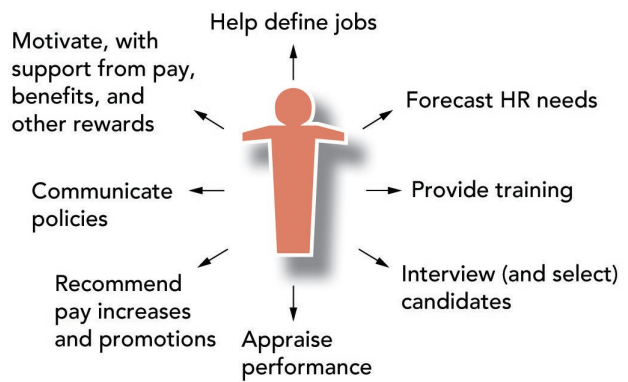 Help define jobs
Motivate, with
support from pay,
benefits, and
other rewards
Forecast HR needs
Communicate
policies
Provide training
Recommend
pay increases
and promotions
Interview (and select)
candidates
Appraise
performance